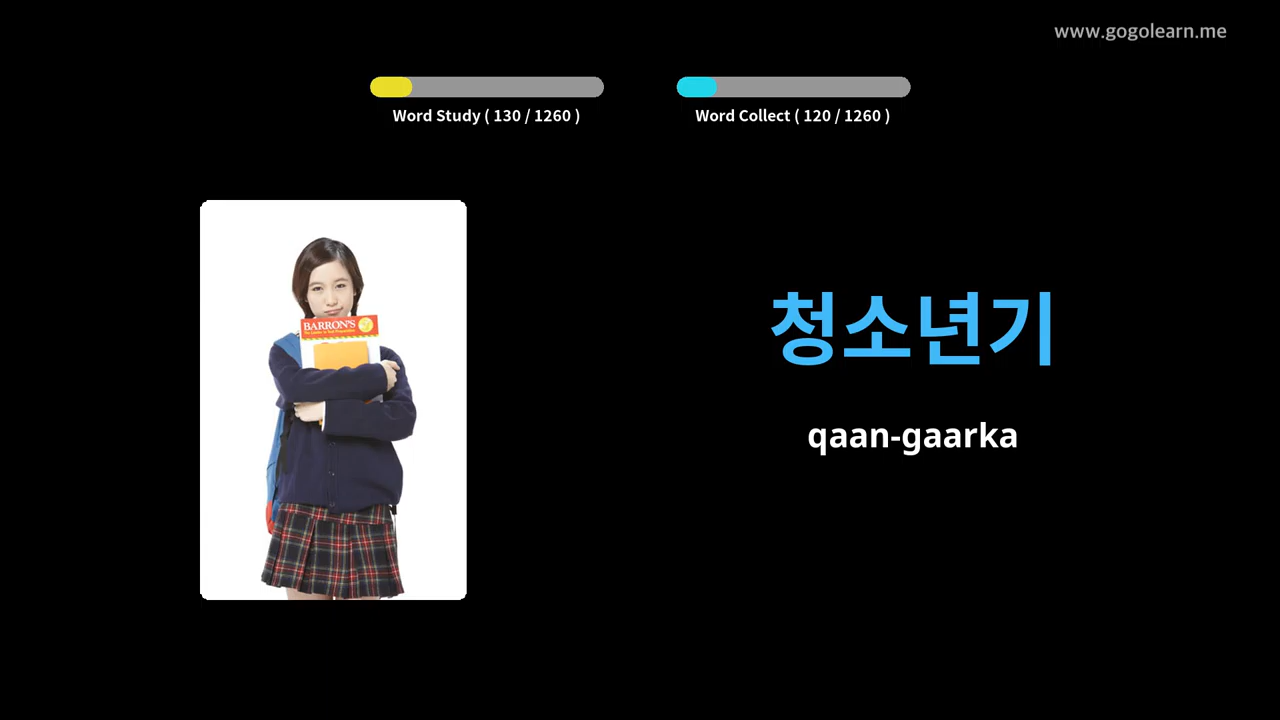 www.gogolearn.me
Word Study ( 130 / 1260 )
Word Collect ( 120 / 1260 )
BARRON'S
청소년기
qaan-gaarka